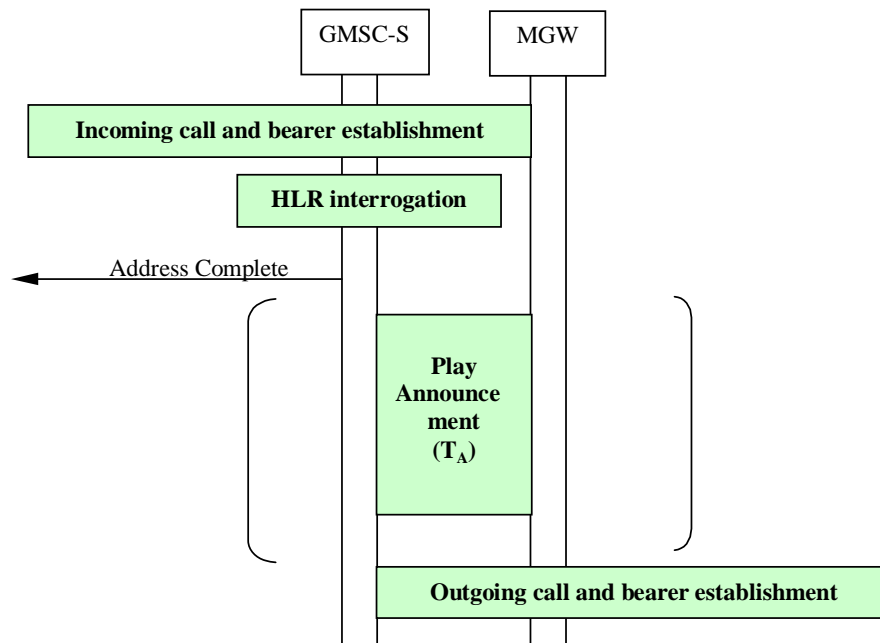 GMSC-S
MGW
Incoming call and bearer establishment
HLR interrogation
Address Complete
Play
Announce
ment
(TA)
Outgoing call and bearer establishment